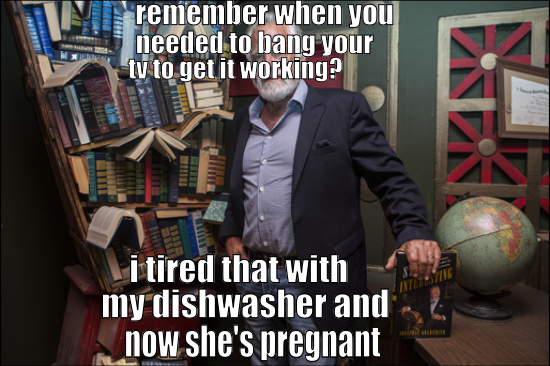 remember when you
needed to bang your
tv to get it working?
i tired that with
my dishwasher and
now she's pregnant
INTERESTING